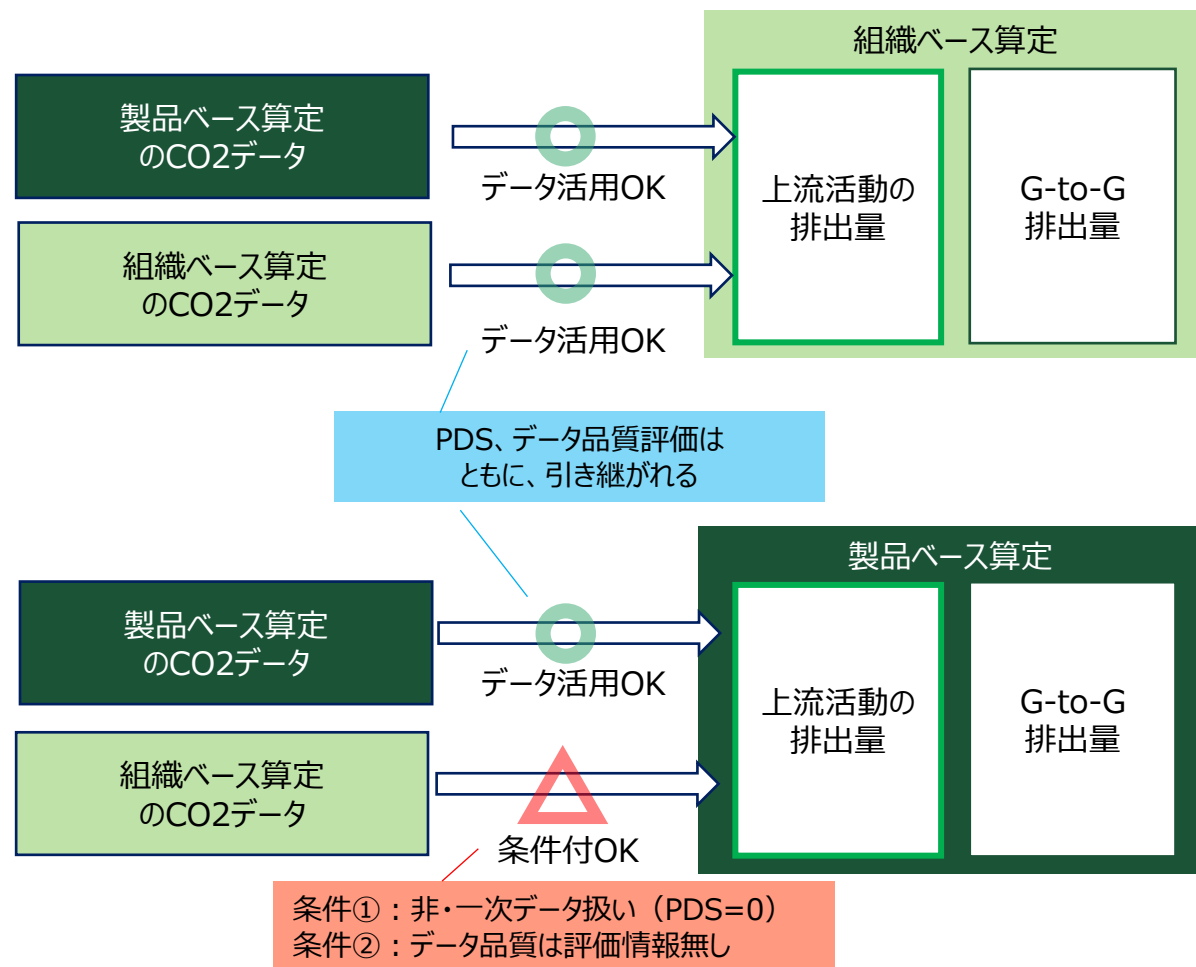 組織ベース算定
製品ベース算定
のCO2データ
データ活用OK
上流活動の
排出量
G-to-G
排出量
組織ベース算定
のCO2データ
データ活用OK
PDS、データ品質評価は
ともに、引き継がれる
製品ベース算定
製品ベース算定
のCO2データ
データ活用OK
上流活動の
排出量
G-to-G
排出量
組織ベース算定
のCO2データ
条件付OK
条件①：非・一次データ扱い（PDS=0）
条件②：データ品質は評価情報無し